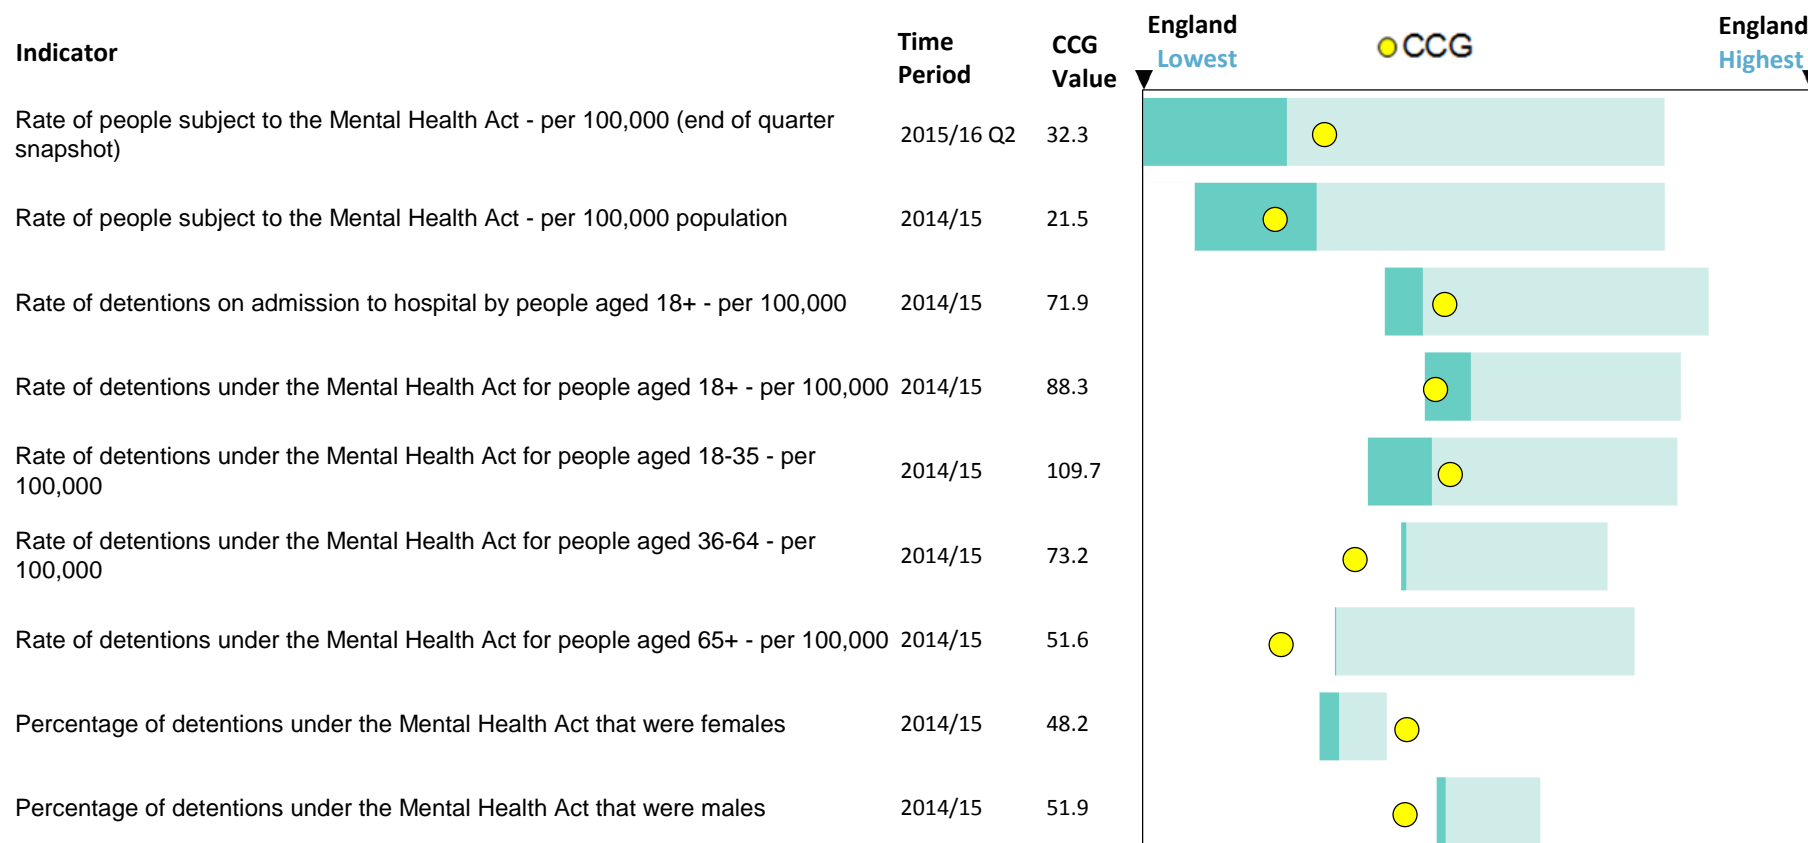 Indicator
Time Period
CCG Value
England Lowest
CCG
England Highest
Rate of people subject to the Mental Health Act - per 100,000 (end of quarter
snapshot)
2015/16 Q2
32.3
Rate of people subject to the Mental Health Act - per 100,000 population
2014/15
21.5
Rate of detentions on admission to hospital by people aged 18+ - per 100,000
2014/15
71.9
Rate of detentions under the Mental Health Act for people aged 18+ - per 100,000
2014/15
88.3
Rate of detentions under the Mental Health Act for people aged 18-35 - per
100,000
2014/15
109.7
Rate of detentions under the Mental Health Act for people aged 36-64 - per
100,000
2014/15
73.2
Rate of detentions under the Mental Health Act for people aged 65+ - per 100,000
2014/15
51.6
Percentage of detentions under the Mental Health Act that were females
2014/15
48.2
Percentage of detentions under the Mental Health Act that were males
2014/15
51.9